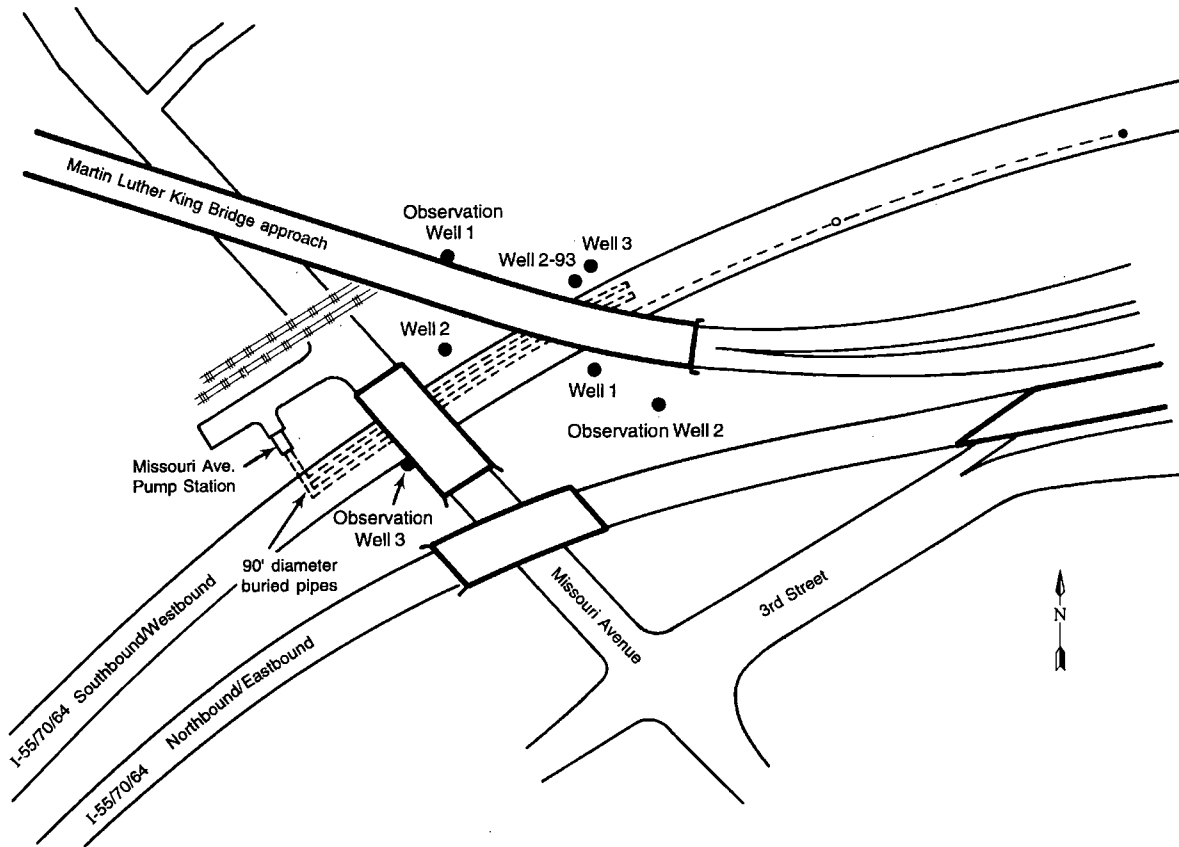 Martin Luther King Bridge approach
Observation
Well 1
Well 3
Well 2-93
Well 2
Well 1
Observation Well 2
Missouri Ave.
Pump Station
Observation
Well 3
90' diameter
buried pipes
Missouri Avenue
3rd Street
N
I-55/70/64 Southbound/Westbound
I-55/70/64 Northbound/Eastbound